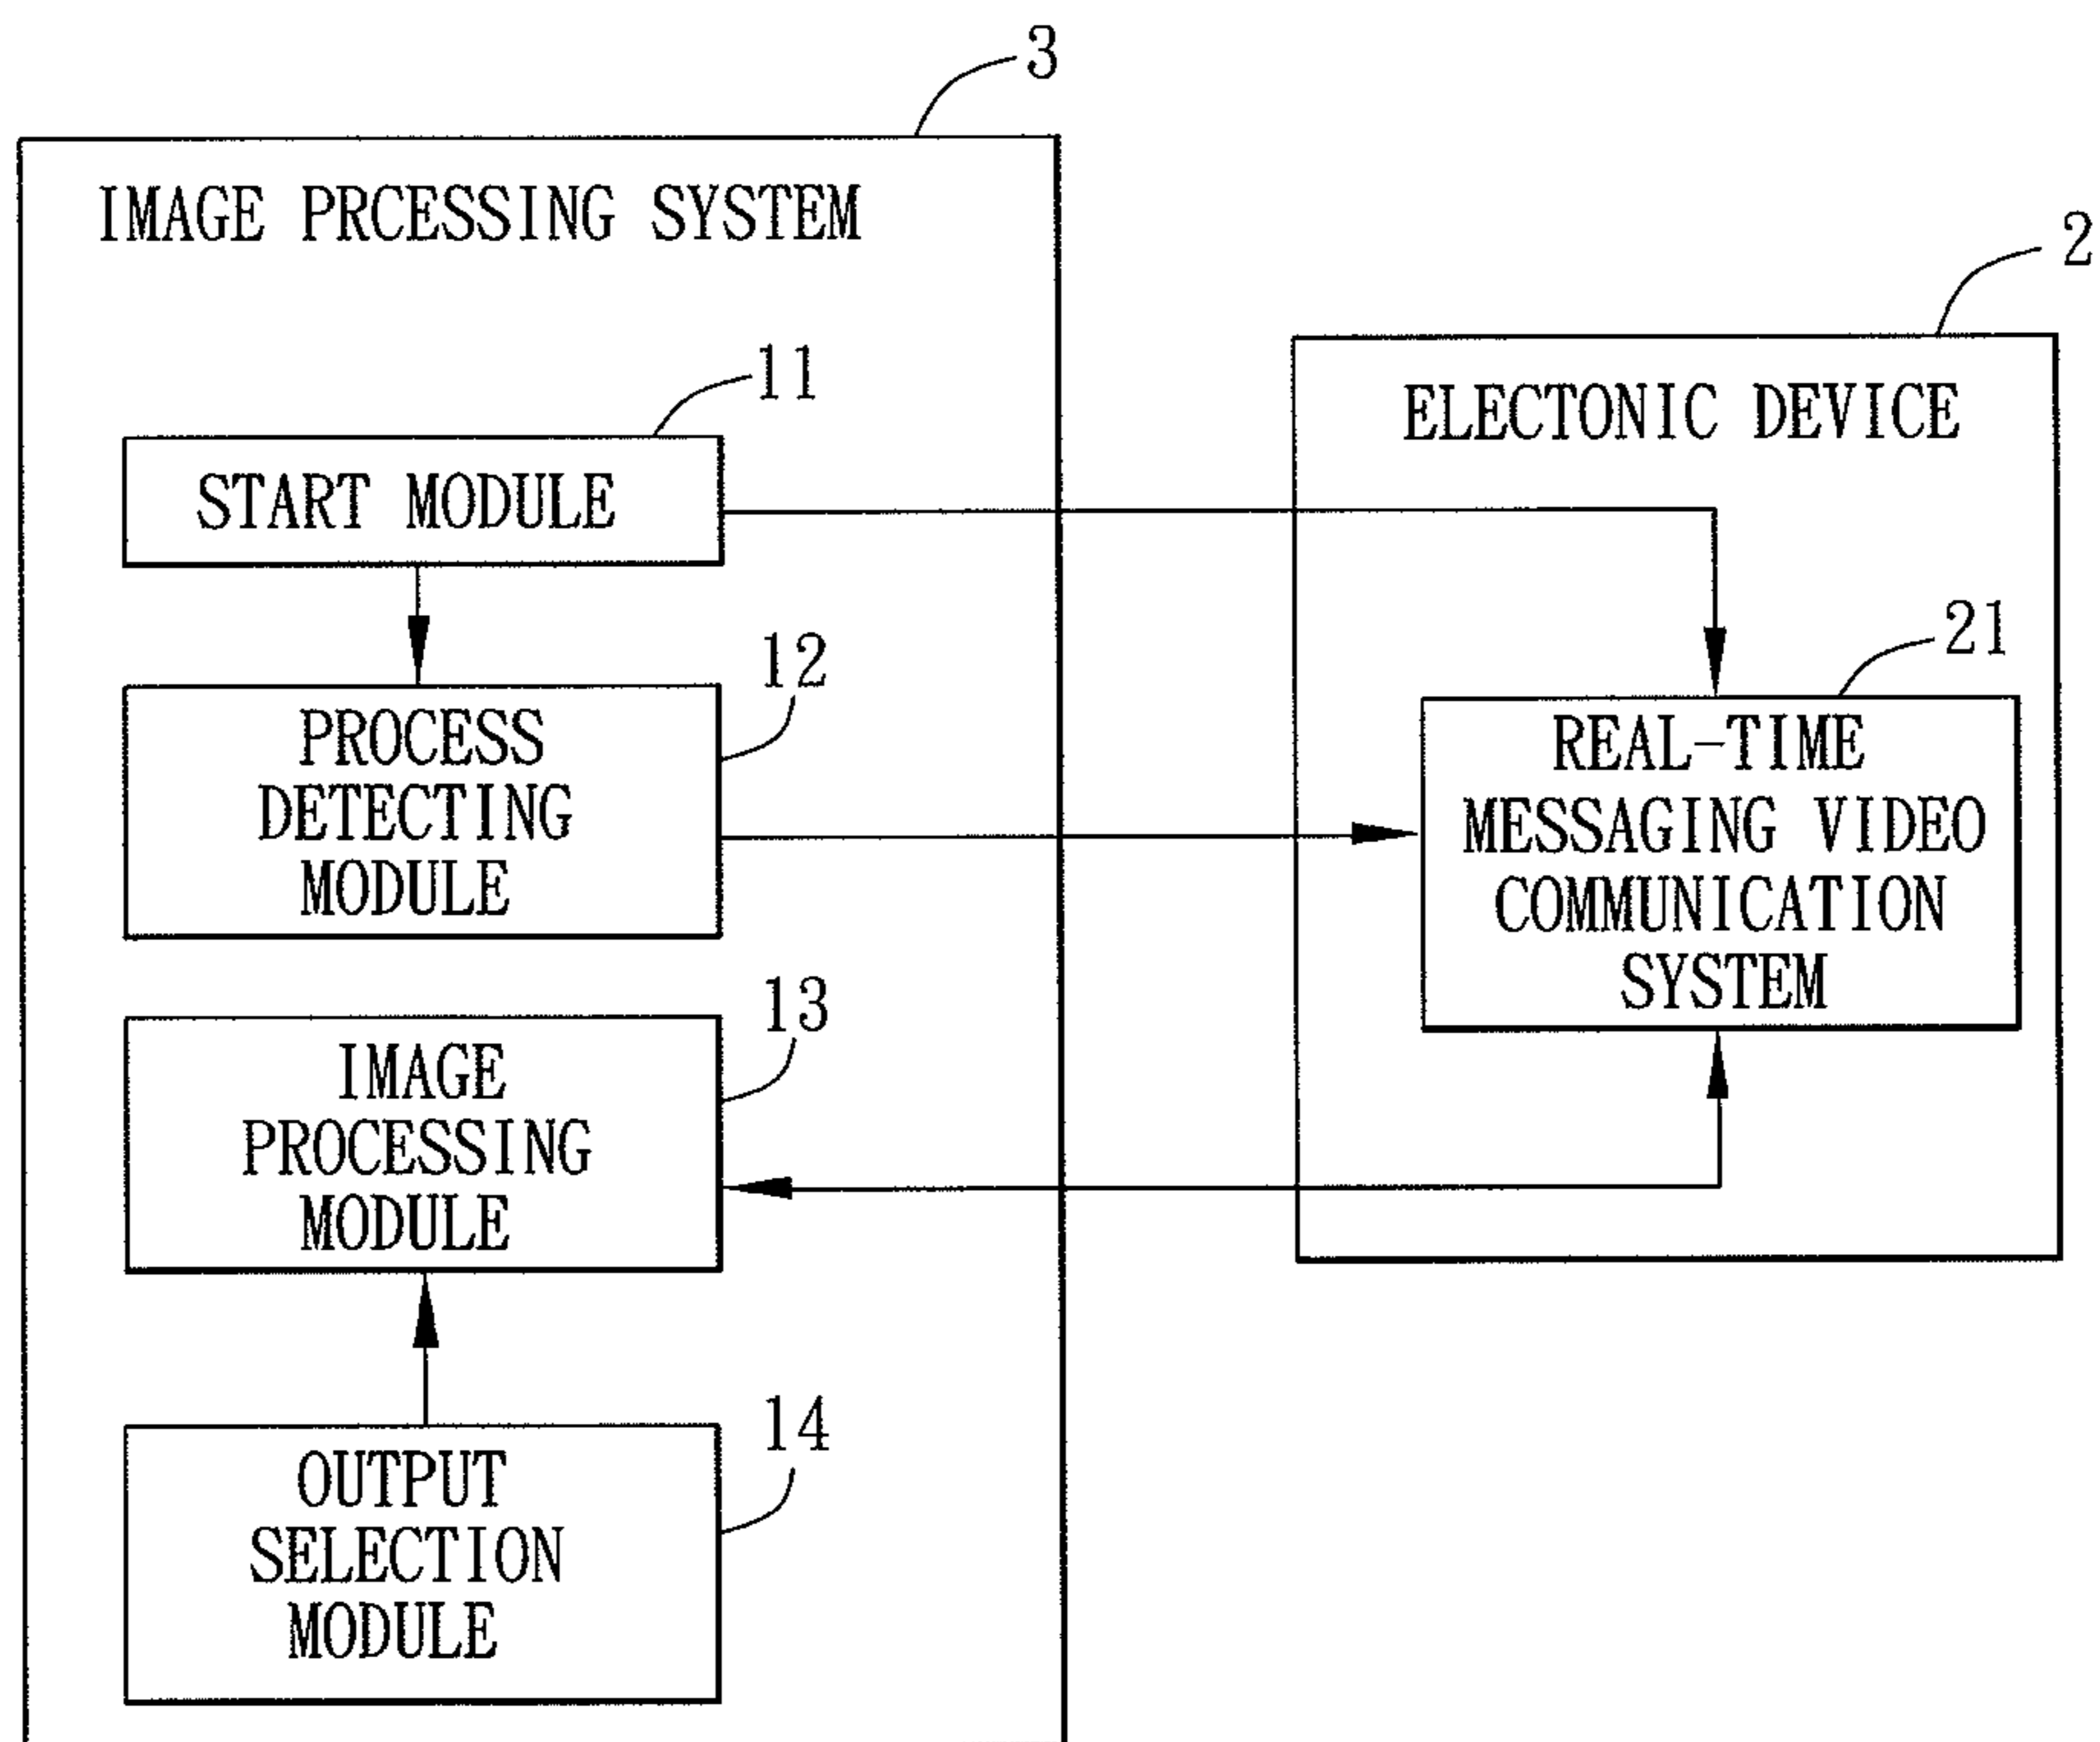 3
IMAGE PRCESSING SYSTEM
2
ELECTONIC DEVICE
11
START MODULE
12
PROCESS
DETECTING
MODULE
21
REAL-TIME
MESSAGING VIDEO
COMMUNICATION
SYSTEM
13
IMAGE
PROCESSING
MODULE
14
OUTPUT
SELECTION
MODULE